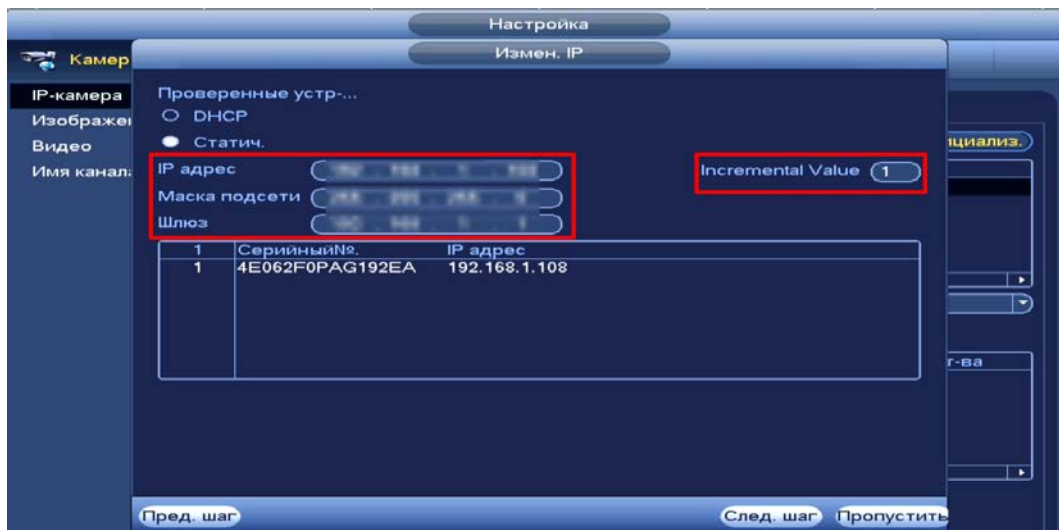 Настройка
Камер
Измен. IP
IP-камера
Изображе
Видео
Имя канал
Проверенные устр-...
DHCP
Статич.
IP адрес
Маска подсети
Шлюз
Incremental Value 1
циализ.)
1 Серийный№. IP адрес
1 4E062F0PAG192EA 192.168.1.108
т-ва
Пред. шаг
След. шаг Пропустить